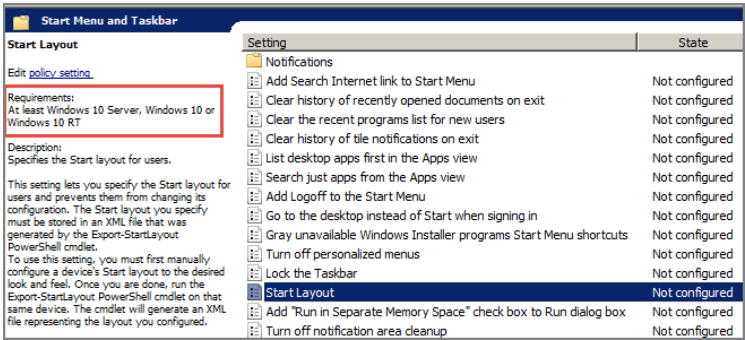 Start Menu and Taskbar
Start Layout
Edit policy setting
Requirements:
At least Windows 10 Server, Windows 10 or
Windows 10 RT
Description:
Specifies the Start layout for users.
This setting lets you specify the Start layout for
users and prevents them from changing its
configuration. The Start layout you specify
must be stored in an XML file that was
generated by the Export-StartLayout
PowerShell cmdlet.
To use this setting, you must first manually
configure a device's Start layout to the desired
look and feel. Once you are done, run the
Export-StartLayout PowerShell cmdlet on that
same device. The cmdlet will generate an XML
file representing the layout you configured.
Setting State
Notifications
Add Search Internet link to Start Menu Not configured
Clear history of recently opened documents on exit Not configured
Clear the recent programs list for new users Not configured
Clear history of tile notifications on exit Not configured
List desktop apps first in the Apps view Not configured
Search just apps from the Apps view Not configured
Add Logoff to the Start Menu Not configured
Go to the desktop instead of Start when signing in Not configured
Gray unavailable Windows Installer programs Start Menu shortcuts Not configured
Turn off personalized menus Not configured
Lock the Taskbar Not configured
Start Layout Not configured
Add "Run in Separate Memory Space" check box to Run dialog box Not configured
Turn off notification area cleanup Not configured